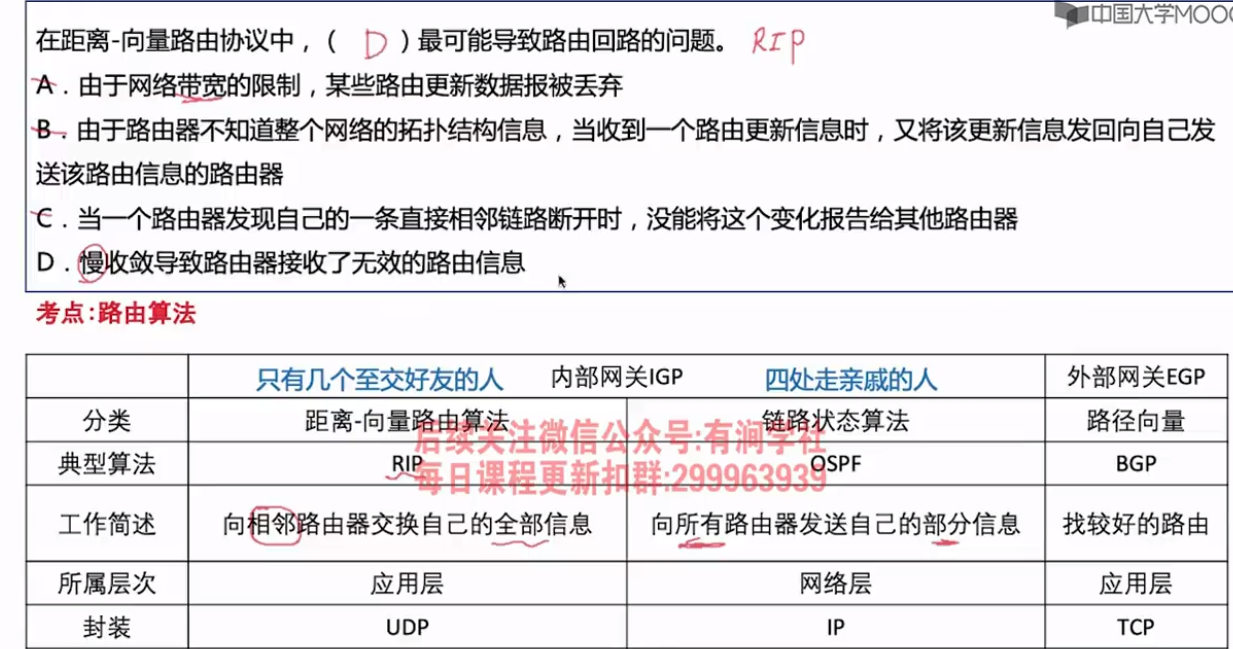 中国大学MOOC
在距离-向量路由协议中，（ D ）最可能导致路由回路的问题。 RIP
A．由于网络带宽的限制，某些路由更新数据报被丢弃
B．由于路由器不知道整个网络的拓扑结构信息，当收到一个路由更新信息时，又将该更新信息发回向自己发
送该路由信息的路由器
C．当一个路由器发现自己的一条直接相邻链路断开时，没能将这个变化报告给其他路由器
D．慢收敛导致路由器接收了无效的路由信息
考点:路由算法
只有几个至交好友的人 内部网关IGP 四处走亲戚的人 外部网关EGP
分类 距离-向量路由算法 链路状态算法 路径向量
后续关注微信公众号:有涧学社
典型算法 RIP OSPF BGP
每日课程更新扣群:299963939
工作简述 向相邻路由器交换自己的全部信息 向所有路由器发送自己的部分信息 找较好的路由
所属层次 应用层 网络层 应用层
封装 UDP IP TCP